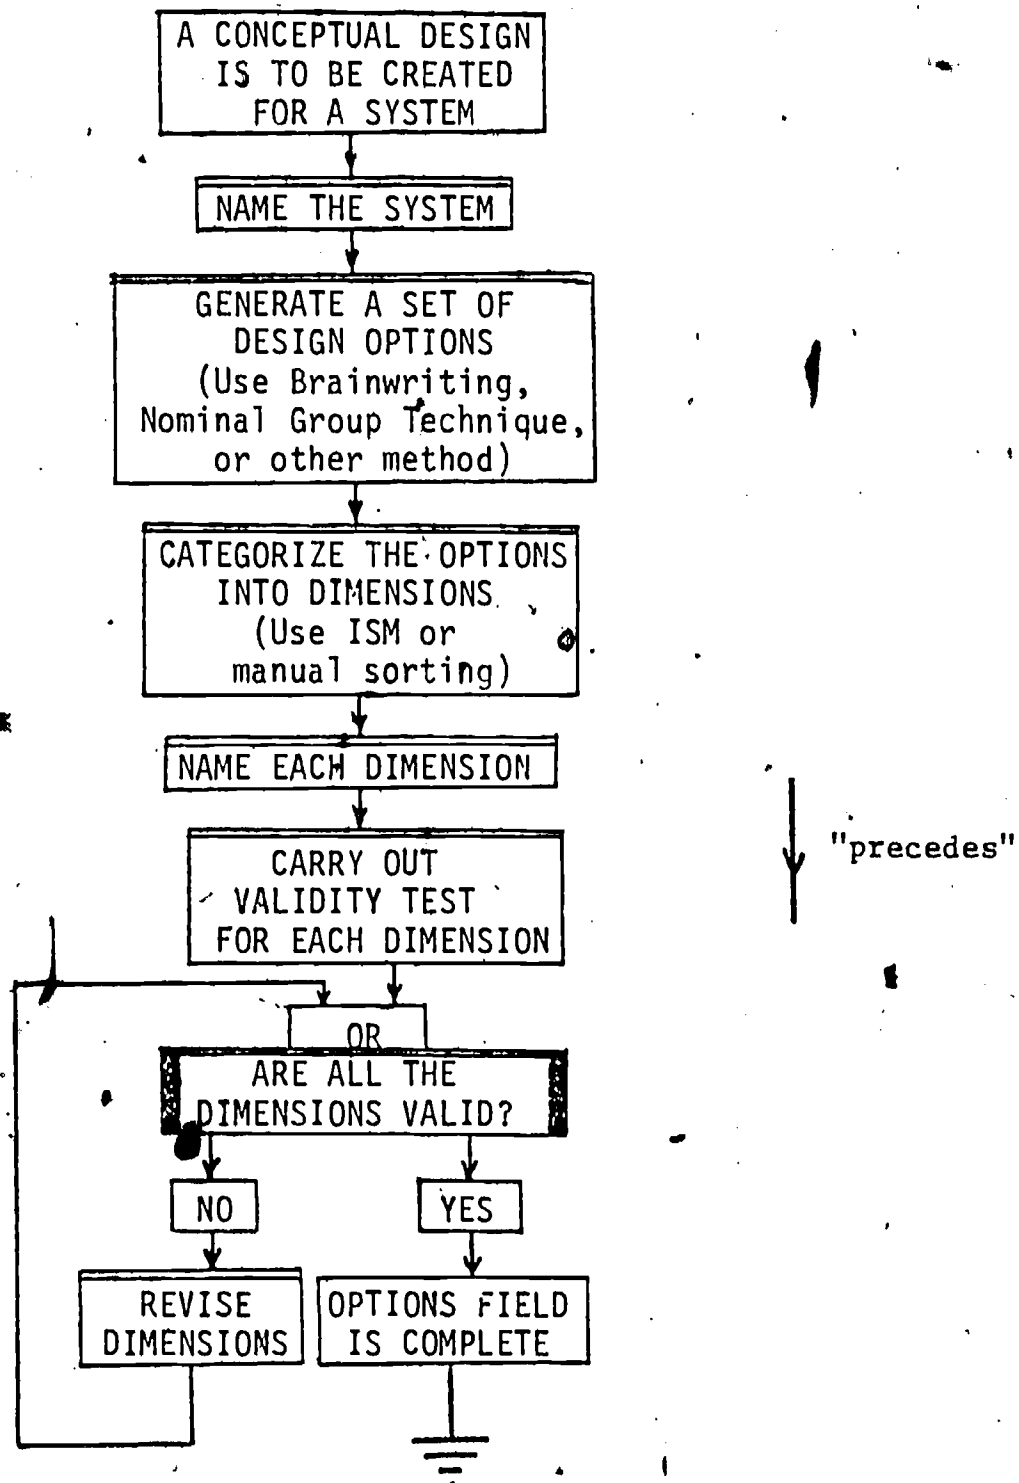 A CONCEPTUAL DESIGN
IS TO BE CREATED
FOR A SYSTEM
NAME THE SYSTEM
GENERATE A SET OF
DESIGN OPTIONS
(Use Brainwriting,
Nominal Group Technique,
or other method)
CATEGORIZE THE OPTIONS
INTO DIMENSIONS
(Use ISM or
manual sorting)
NAME EACH DIMENSION
"precedes"
CARRY OUT
VALIDITY TEST
FOR EACH DIMENSION
OR
ARE ALL THE
DIMENSIONS VALID?
NO
YES
REVISE
DIMENSIONS
OPTIONS FIELD
IS COMPLETE